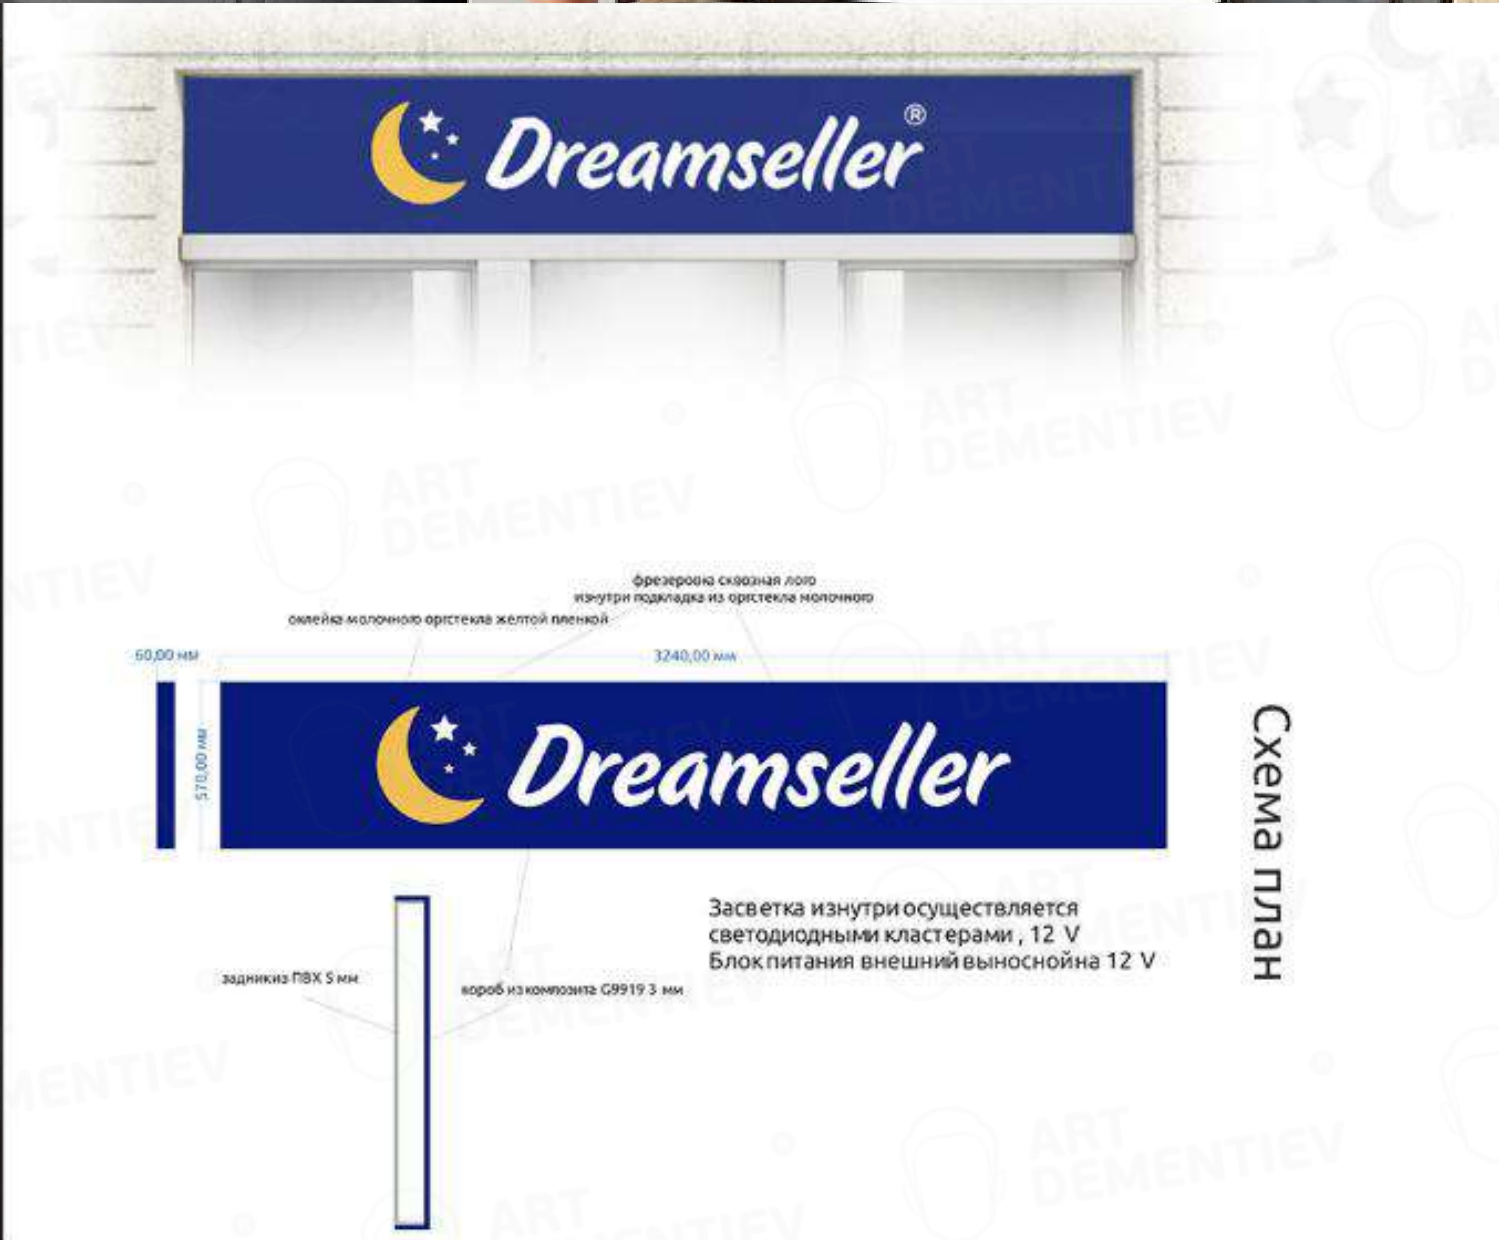 Dreamseller®
фрезеровка сквозная лого
изнутри подкладка из оргстекла молочного
оклейка молочного оргстекла желтой пленкой
60,00 мм
3240,00 мм
570,00 мм
Dreamseller
Схема план
Засветка изнутри осуществляется
светодиодными кластерами , 12 V
Блок питания внешний выносной на 12 V
задник из ПВХ 5 мм
короб из композита G9919 3 мм
ART
DEMENTIEV